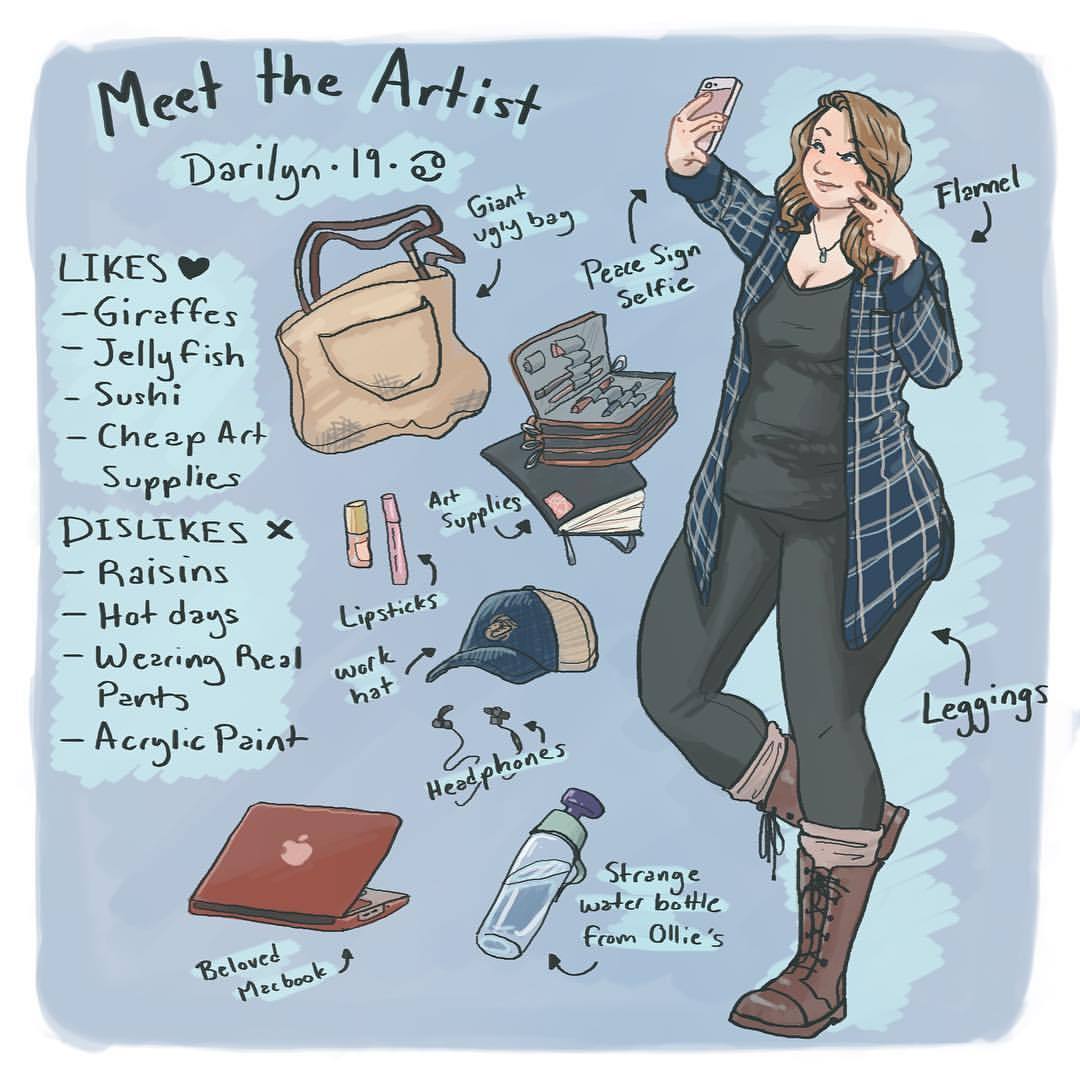 Meet the Artist
Darilyn · 19 · ♋
LIKES ♥
- Giraffes
- Jellyfish
- Sushi
- Cheap Art
Supplies
DISLIKES ×
- Raisins
- Hot days
- Wearing Real
Pants
- Acrylic Paint
Giant
ugly bag
Peace Sign
Selfie
Flannel
Art
Supplies
Lipsticks
work
hat
Headphones
Leggings
Beloved
Macbook
Strange
water bottle
from Ollie's